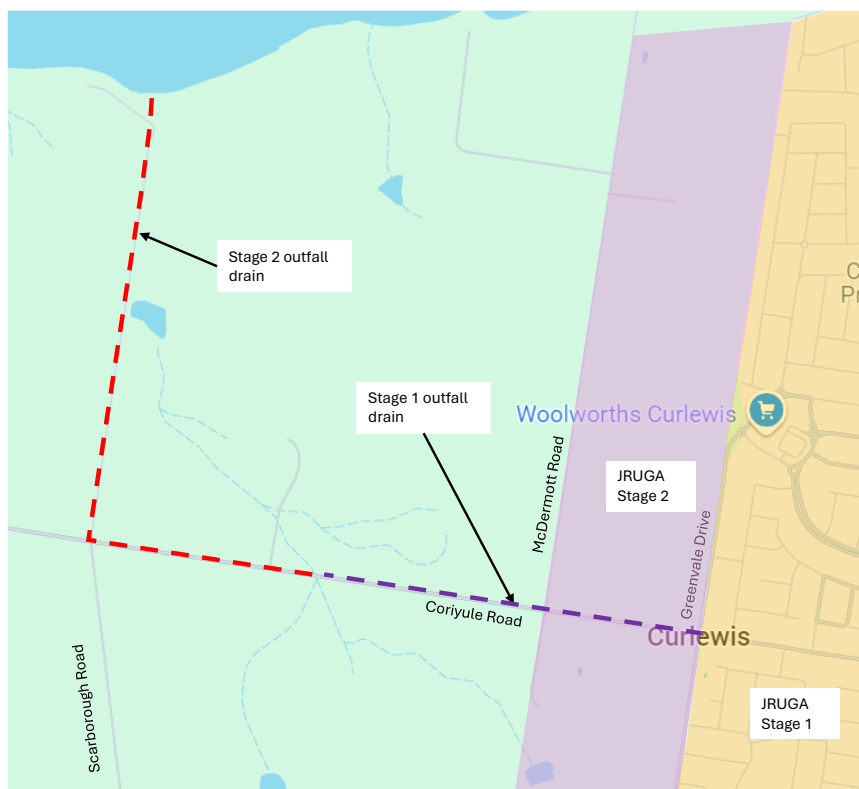 Stage 2 outfall
drain
C
Pr
Stage 1 outfall
drain
Woolworths Curlewis
McDermott Road
JRUGA
Stage 2
Greenvale Drive
Coriyule Road
Curlewis
Scarborough Road
JRUGA
Stage 1